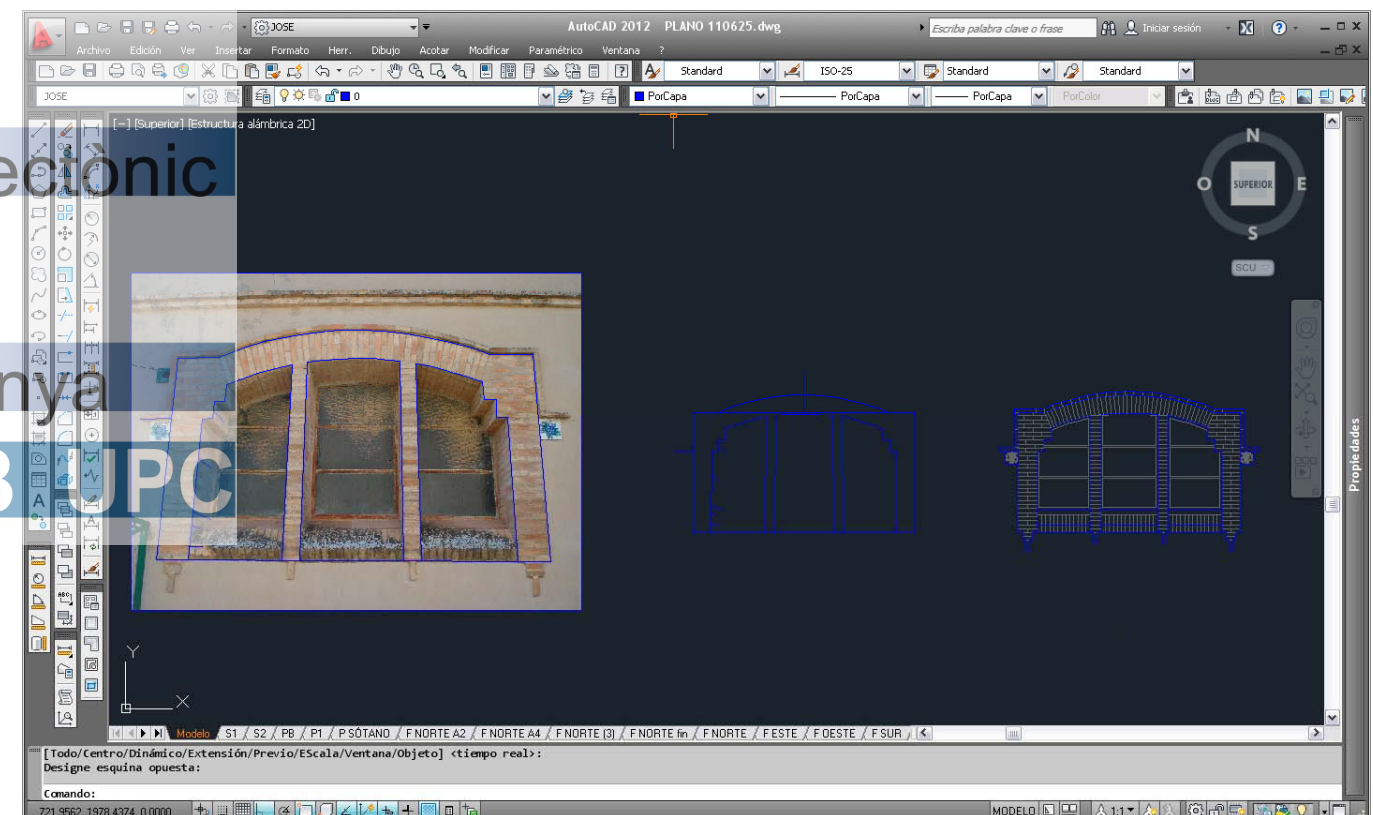 JOSE
AutoCAD 2012 PLANO 110625.dwg
Escriba palabra clave o frase
Iniciar sesión
Archivo Edición Ver Insertar Formato Herr. Dibujo Acotar Modificar Paramétrico Ventana ?
Standard ISO-25 Standard Standard
JOSE 0 PorCapa PorCapa PorCapa PorColor
[−] [Superior] [Estructura alámbrica 2D]
ectònic
N
O SUPERIOR E
S
SCU
nya
3 UPC
Propiedades
Y
X
Modelo / S1 / S2 / PB / P1 / P SÓTANO / F NORTE A2 / F NORTE A4 / F NORTE (3) / F NORTE fin / F NORTE / F ESTE / F OESTE / F SUR /
[Todo/Centro/Dinámico/Extensión/Previo/EScala/Ventana/Objeto] <tiempo real>:
Designe esquina opuesta:
Comando:
721.9562, 1978.4374, 0.0000 MODELO 1:1